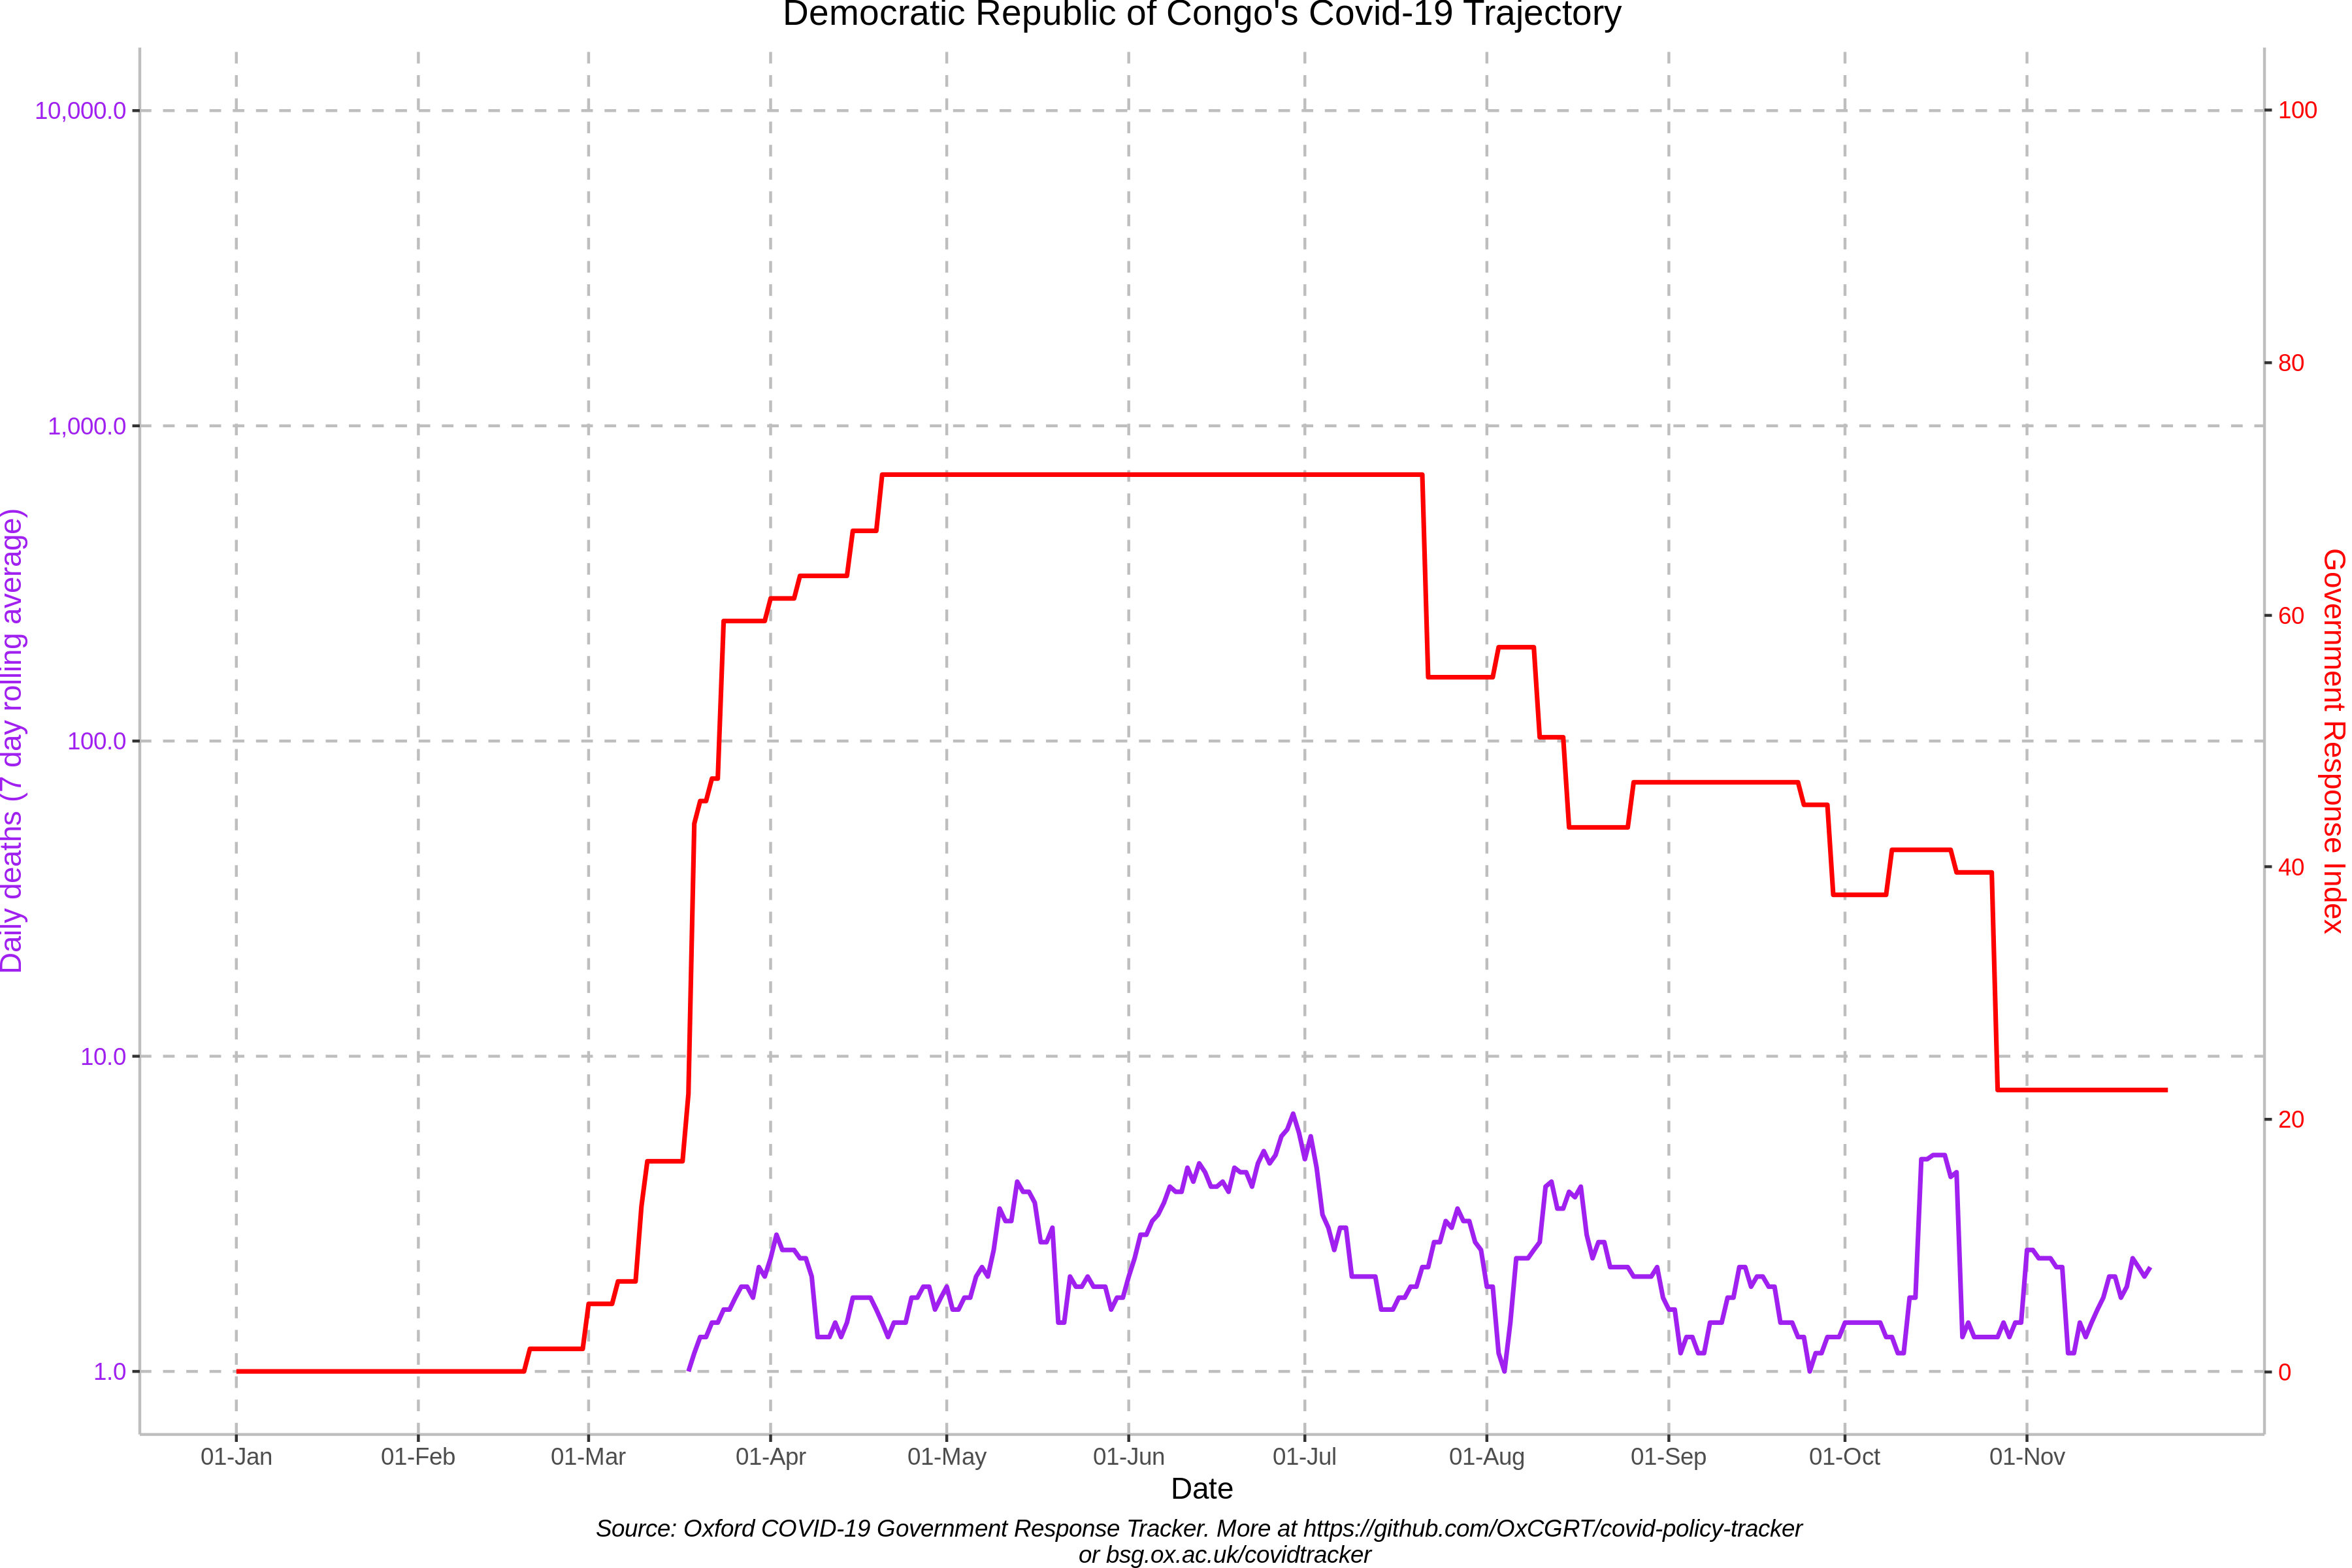 Democratic Republic of Congo's Covid-19 Trajectory
10,000.0
1,000.0
100.0
10.0
1.0
Daily deaths (7 day rolling average)
100
80
60
40
20
0
Government Response Index
01-Jan
01-Feb
01-Mar
01-Apr
01-May
01-Jun
01-Jul
01-Aug
01-Sep
01-Oct
01-Nov
Date
Source: Oxford COVID-19 Government Response Tracker. More at https://github.com/OxCGRT/covid-policy-tracker
or bsg.ox.ac.uk/covidtracker